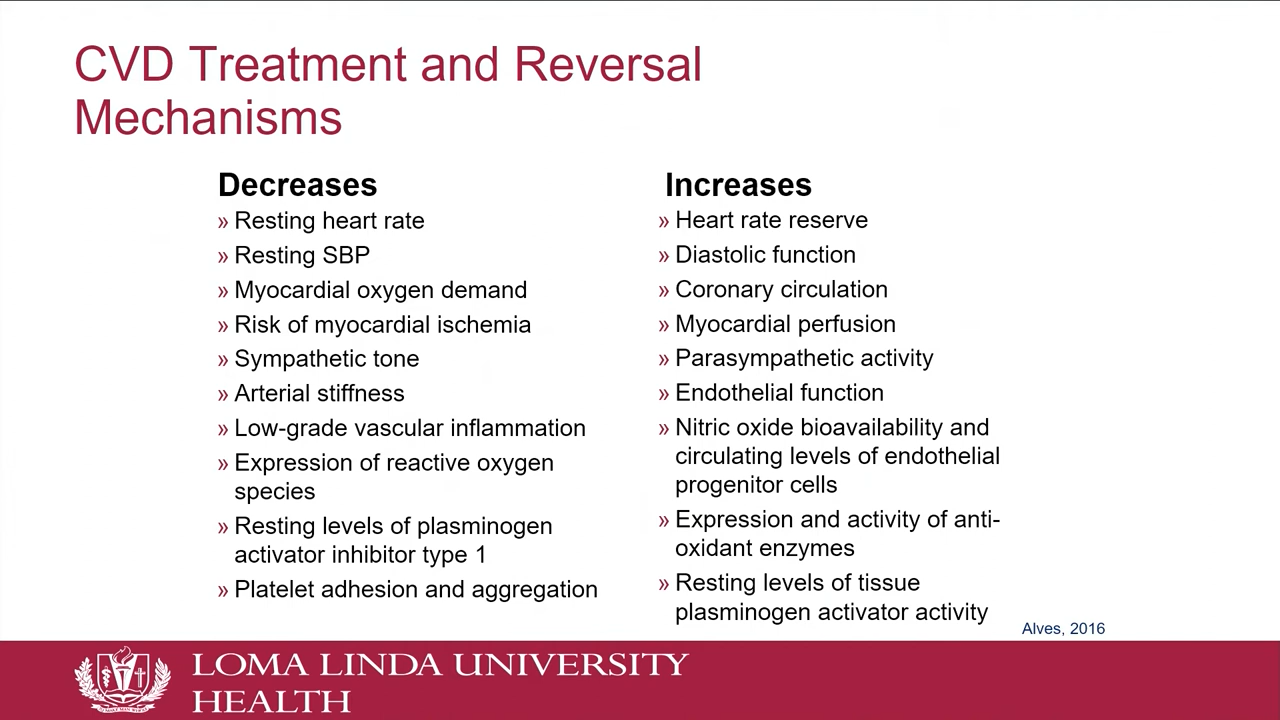 CVD Treatment and Reversal
Mechanisms
Decreases
» Resting heart rate
» Resting SBP
» Myocardial oxygen demand
» Risk of myocardial ischemia
» Sympathetic tone
» Arterial stiffness
» Low-grade vascular inflammation
» Expression of reactive oxygen
species
» Resting levels of plasminogen
activator inhibitor type 1
» Platelet adhesion and aggregation
Increases
» Heart rate reserve
» Diastolic function
» Coronary circulation
» Myocardial perfusion
» Parasympathetic activity
» Endothelial function
» Nitric oxide bioavailability and
circulating levels of endothelial
progenitor cells
» Expression and activity of anti-
oxidant enzymes
» Resting levels of tissue
plasminogen activator activity
Alves, 2016
LOMA LINDA UNIVERSITY
HEALTH